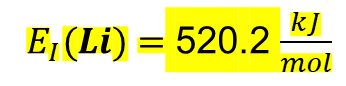 E_I(Li) = 520.2 kJ/mol